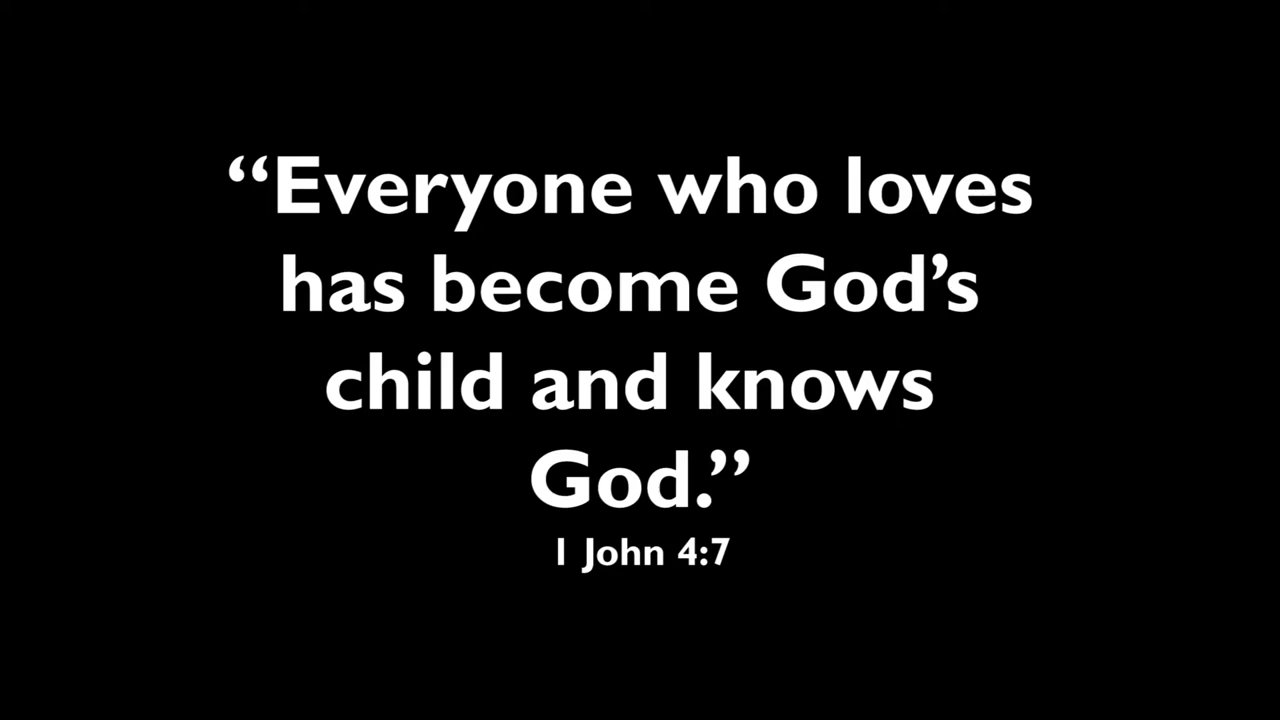 “Everyone who loves
has become God’s
child and knows
God.”
1 John 4:7